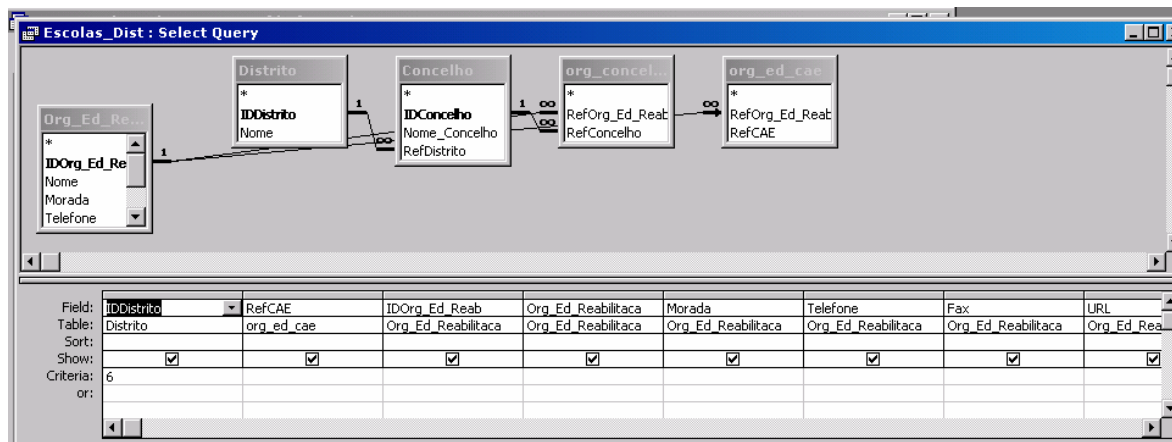 Escolas_Dist : Select Query
Distrito
*
IDDistrito
Nome
Concelho
*
IDConcelho
Nome_Concelho
RefDistrito
org_concel...
*
RefOrg_Ed_Reab
RefConcelho
org_ed_cae
*
RefOrg_Ed_Reab
RefCAE
Org_Ed_Re...
*
IDOrg_Ed_Re
Nome
Morada
Telefone
1 ∞
1 ∞
1 ∞
∞
Field: IDDistrito RefCAE IDOrg_Ed_Reab Org_Ed_Reabilitaca Morada Telefone Fax URL
Table: Distrito org_ed_cae Org_Ed_Reabilitaca Org_Ed_Reabilitaca Org_Ed_Reabilitaca Org_Ed_Reabilitaca Org_Ed_Reabilitaca Org_Ed_Rea
Sort:
Show:
Criteria: 6
or: